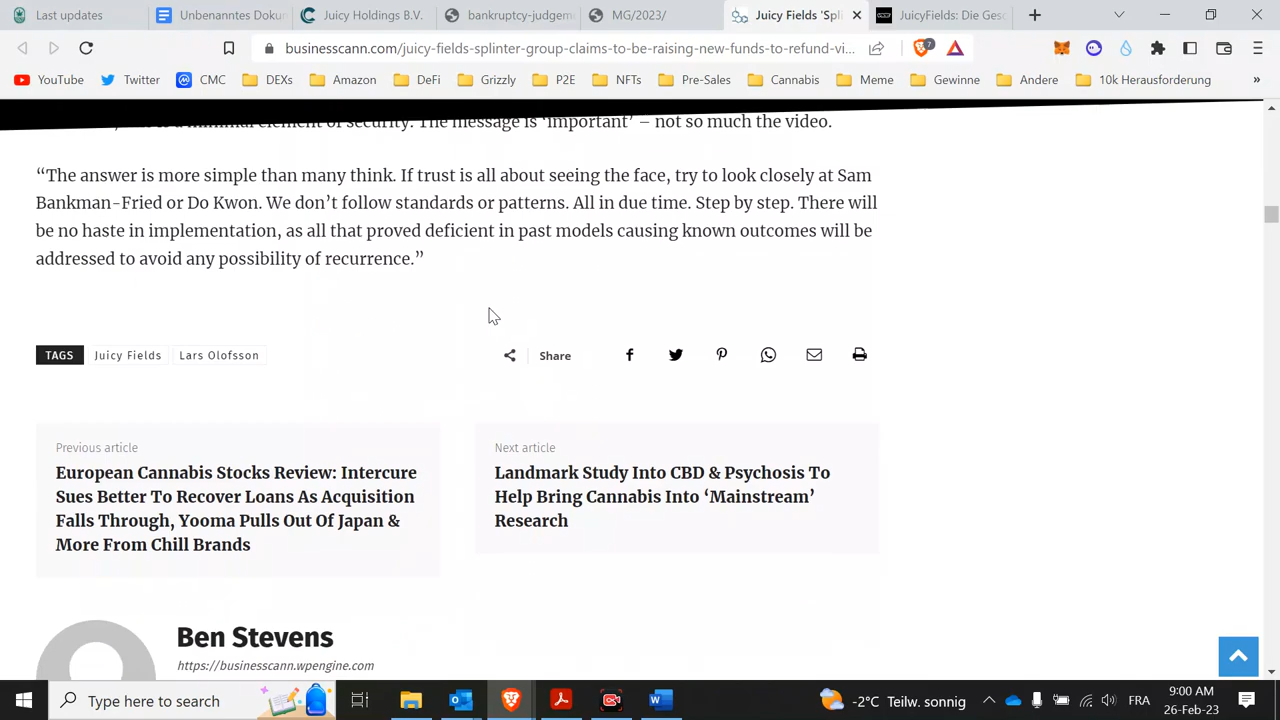 Last updates
Unbenanntes Doku
Juicy Holdings B.V.
bankruptcy-judgeme
MG/2023/
Juicy Fields 'Spli
JuicyFields: Die Gesc
businesscann.com/juicy-fields-splinter-group-claims-to-be-raising-new-funds-to-refund-vi...
7
YouTube
Twitter
CMC
DEXs
Amazon
DeFi
Grizzly
P2E
NFTs
Pre-Sales
Cannabis
Meme
Gewinne
Andere
10k Herausforderung
»
a minimal element of security. The message is ‘important’ – not so much the video.
“The answer is more simple than many think. If trust is all about seeing the face, try to look closely at Sam
Bankman-Fried or Do Kwon. We don’t follow standards or patterns. All in due time. Step by step. There will
be no haste in implementation, as all that proved deficient in past models causing known outcomes will be
addressed to avoid any possibility of recurrence.”
TAGS
Juicy Fields
Lars Olofsson
Share
Previous article
European Cannabis Stocks Review: Intercure
Sues Better To Recover Loans As Acquisition
Falls Through, Yooma Pulls Out Of Japan &
More From Chill Brands
Next article
Landmark Study Into CBD & Psychosis To
Help Bring Cannabis Into ‘Mainstream’
Research
Ben Stevens
https://businesscann.wpengine.com
Type here to search
-2°C Teilw. sonnig
FRA
9:00 AM
26-Feb-23